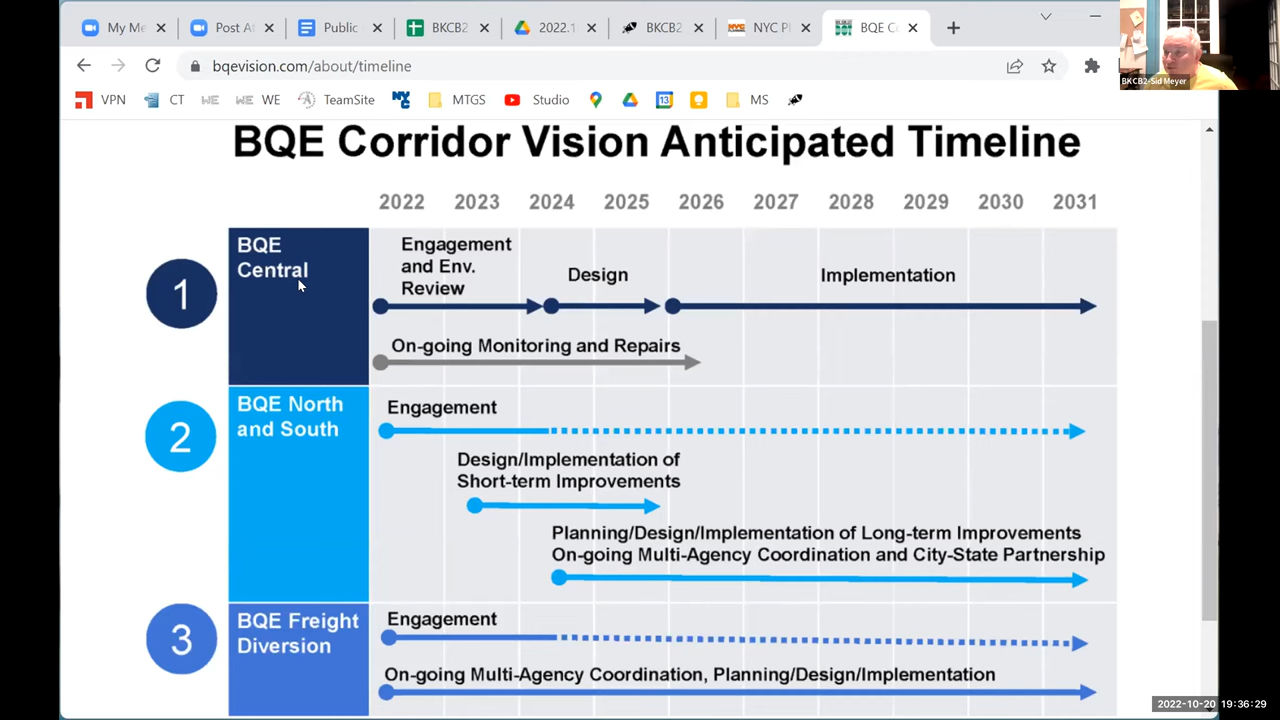 My M
Post A
Public
BKCB
2022.1
BKCB2
NYC Pl
BQE C
bqevision.com/about/timeline
VPN
CT
WE
WE
TeamSite
NYC
MTGS
Studio
13
MS
BKCB2-Sid Meyer
BQE Corridor Vision Anticipated Timeline
2022 2023 2024 2025 2026 2027 2028 2029 2030 2031
1
BQE
Central
Engagement
and Env.
Review
Design
Implementation
On-going Monitoring and Repairs
2
BQE North
and South
Engagement
Design/Implementation of
Short-term Improvements
Planning/Design/Implementation of Long-term Improvements
On-going Multi-Agency Coordination and City-State Partnership
3
BQE Freight
Diversion
Engagement
On-going Multi-Agency Coordination, Planning/Design/Implementation
2022-10-20 19:36:29